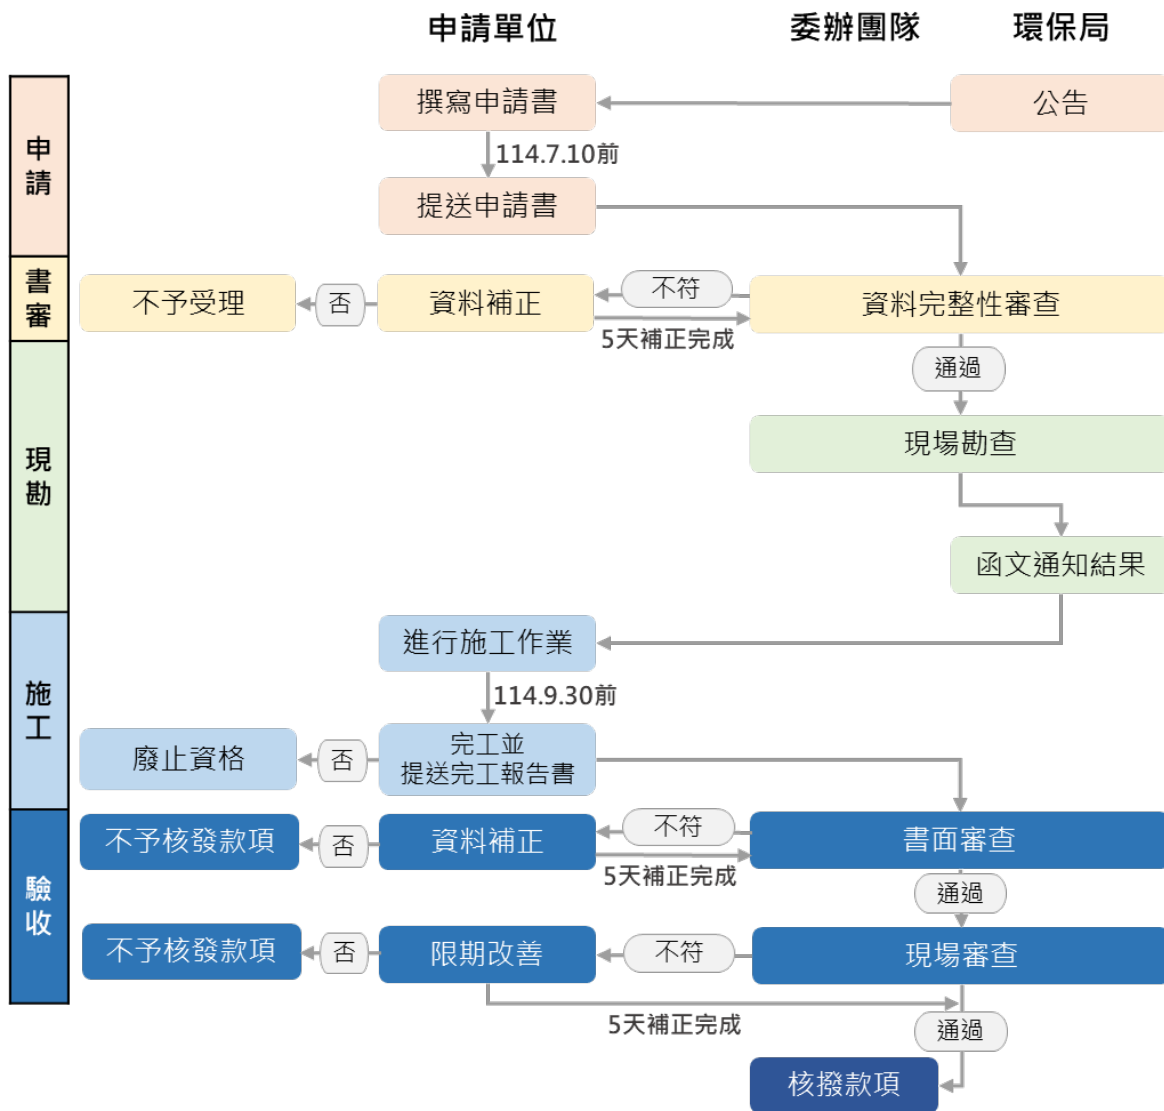 申請單位
委辦團隊
環保局
申請
撰寫申請書
公告
114.7.10前
提送申請書
書審
不予受理
否
資料補正
不符
5天補正完成
資料完整性審查
通過
現勘
現場勘查
函文通知結果
施工
進行施工作業
114.9.30前
廢止資格
否
完工並
提送完工報告書
驗收
不予核發款項
否
資料補正
不符
5天補正完成
書面審查
通過
不予核發款項
否
限期改善
不符
現場審查
5天補正完成
通過
核撥款項